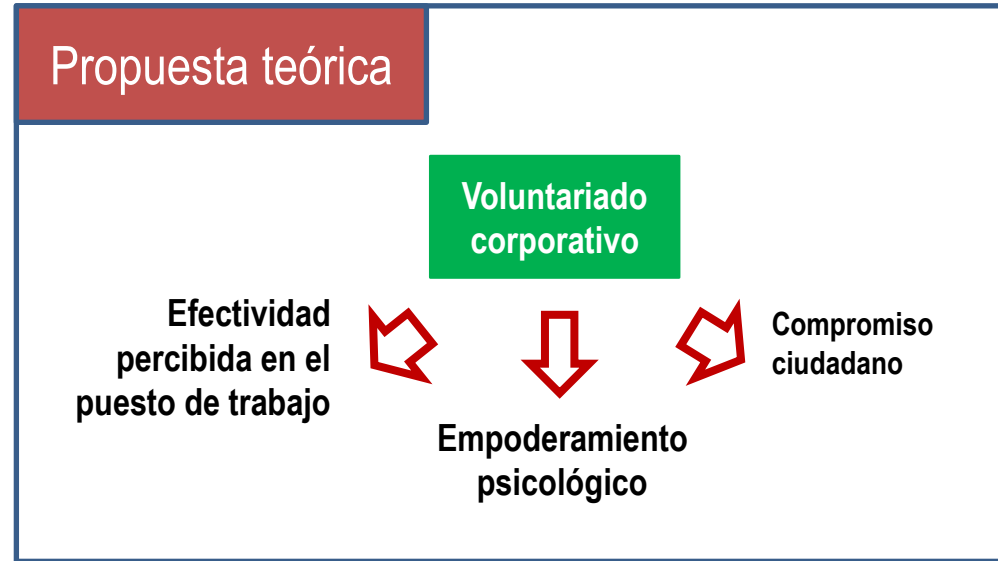 Propuesta teórica
Voluntariado
corporativo
Efectividad
percibida en el
puesto de trabajo
Compromiso
ciudadano
Empoderamiento
psicológico